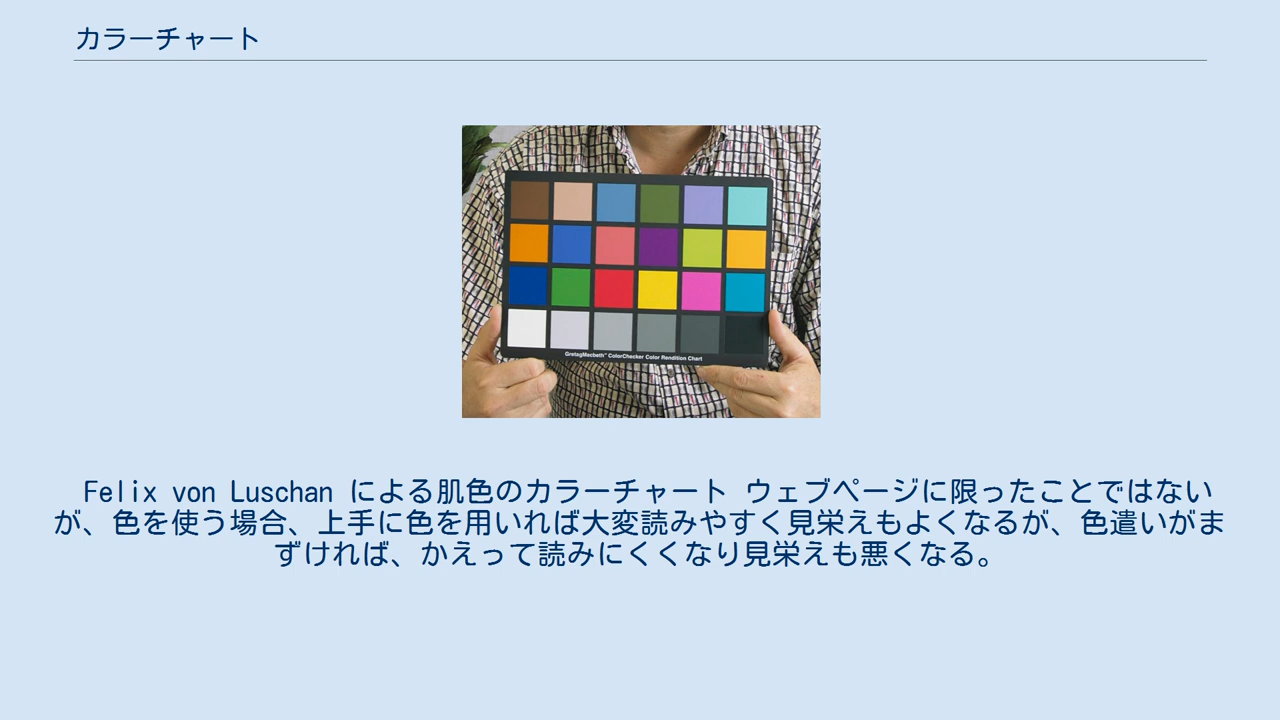 カラーチャート
GretagMacbeth™ ColorChecker Color Rendition Chart
Felix von Luschan による肌色のカラーチャート ウェブページに限ったことではない
が、色を使う場合、上手に色を用いれば大変読みやすく見栄えもよくなるが、色遣いがま
ずければ、かえって読みにくくなり見栄えも悪くなる。